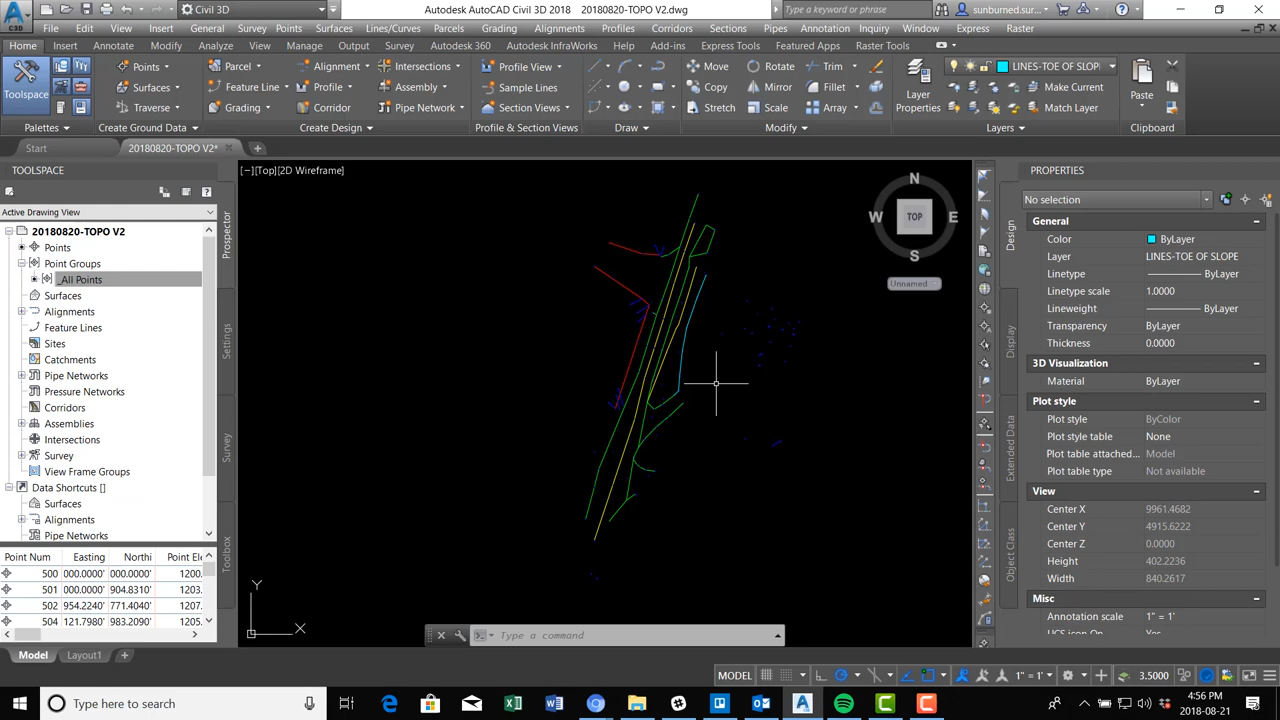 Civil 3D
Autodesk AutoCAD Civil 3D 2018 20180820-TOPO V2.dwg
Type a keyword or phrase
sunburned.sur...
C3D
File Edit View Insert General Survey Points Surfaces Lines/Curves Parcels Grading Alignments Profiles Corridors Sections Pipes Annotation Inquiry Window Express Raster
Home Insert Annotate Modify Analyze View Manage Output Survey Autodesk 360 Autodesk InfraWorks Help Add-ins Express Tools Featured Apps Raster Tools
Toolspace
Points Parcel Alignment Intersections Profile View Move Rotate Trim LINES-TOE OF SLOP
Surfaces Feature Line Profile Assembly Sample Lines Copy Mirror Fillet Make Current
Traverse Grading Corridor Pipe Network Section Views Stretch Scale Array Layer Properties Match Layer Paste
Palettes Create Ground Data Create Design Profile & Section Views Draw Modify Layers Clipboard
Start 20180820-TOPO V2*
TOOLSPACE
Active Drawing View
20180820-TOPO V2
Points
Point Groups
_All Points
Surfaces
Alignments
Feature Lines
Sites
Catchments
Pipe Networks
Pressure Networks
Corridors
Assemblies
Intersections
Survey
View Frame Groups
Data Shortcuts []
Surfaces
Alignments
Pipe Networks
Prospector
Settings
Survey
Toolbox
Point Num Easting Northi Point Ele
500 000.0000' 000.0000' 1200.
501 000.0000' 904.8310' 1203.
502 954.2240' 771.4040' 1207.
504 121.7980' 983.2090' 1205.
[−][Top][2D Wireframe]
N
W TOP E
S
Unnamed
Y
X
Type a command
PROPERTIES
No selection
Design
Display
Extended Data
Object Class
General
Color ByLayer
Layer LINES-TOE OF SLOPE
Linetype ByLayer
Linetype scale 1.0000
Lineweight ByLayer
Transparency ByLayer
Thickness 0.0000
3D Visualization
Material ByLayer
Plot style
Plot style ByColor
Plot style table None
Plot table attached... Model
Plot table type Not available
View
Center X 9961.4682
Center Y 4915.6222
Center Z 0.0000
Height 402.2236
Width 840.2617
Misc
Annotation scale 1" = 1'
UCS icon On Yes
Model Layout1
MODEL 1" = 1' 3.5000
Type here to search
4:56 PM
2018-08-21